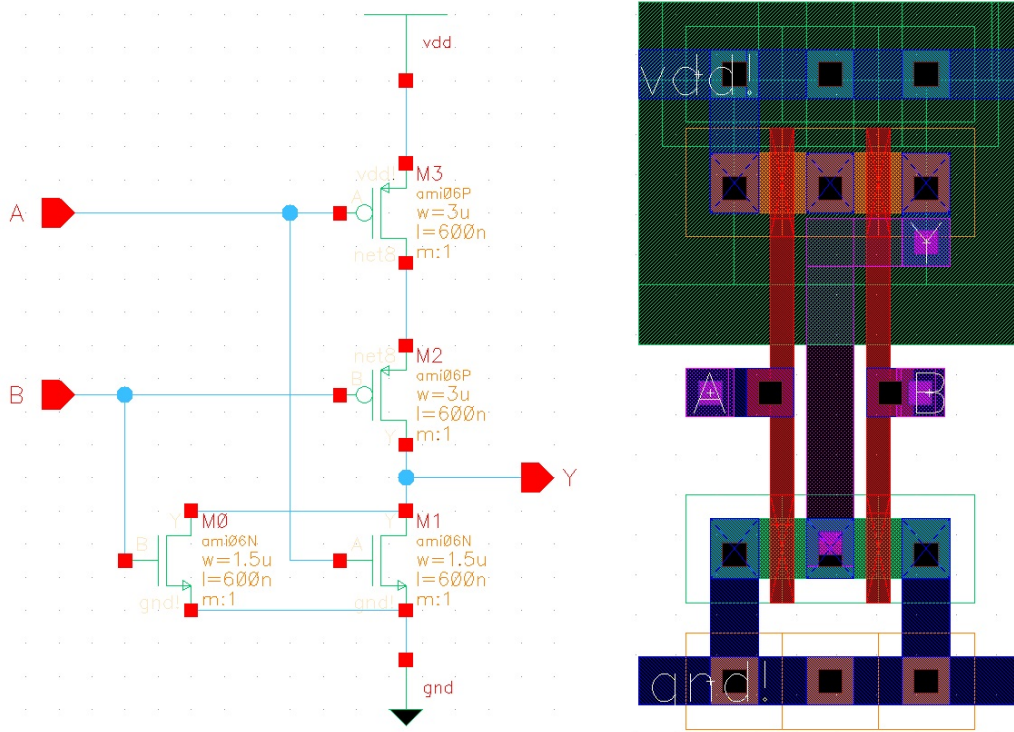 vdd
vdd!
A
M3
ami06P
w=3u
l=600n
m:1
net8
A
B
net8
M2
ami06P
w=3u
l=600n
m:1
B
Y
Y
Y
M0
ami06N
w=1.5u
l=600n
m:1
B
gnd!
Y
M1
ami06N
w=1.5u
l=600n
m:1
A
gnd!
gnd
vdd!
Y
A
B
gnd!